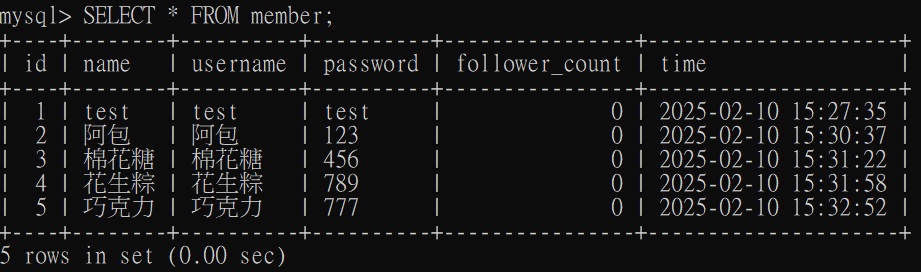 mysql> SELECT * FROM member;
+----+--------+----------+----------+----------------+---------------------+
| id | name | username | password | follower_count | time |
+----+--------+----------+----------+----------------+---------------------+
| 1 | test | test | test | 0 | 2025-02-10 15:27:35 |
| 2 | 阿包 | 阿包 | 123 | 0 | 2025-02-10 15:30:37 |
| 3 | 棉花糖 | 棉花糖 | 456 | 0 | 2025-02-10 15:31:22 |
| 4 | 花生粽 | 花生粽 | 789 | 0 | 2025-02-10 15:31:58 |
| 5 | 巧克力 | 巧克力 | 777 | 0 | 2025-02-10 15:32:52 |
+----+--------+----------+----------+----------------+---------------------+
5 rows in set (0.00 sec)